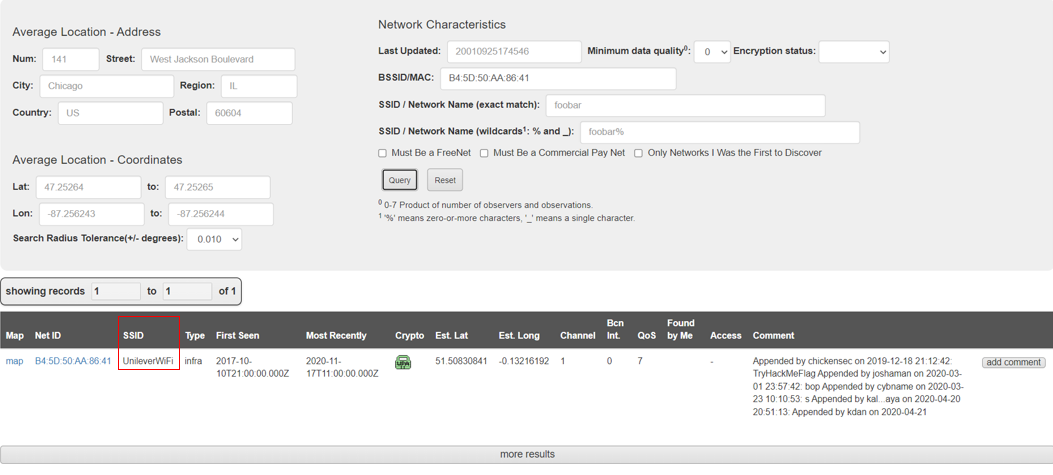 Average Location - Address
Num: 141 Street: West Jackson Boulevard
City: Chicago Region: IL
Country: US Postal: 60604
Average Location - Coordinates
Lat: 47.25264 to: 47.25265
Lon: -87.256243 to: -87.256244
Search Radius Tolerance(+/- degrees): 0.010
Network Characteristics
Last Updated: 20010925174546 Minimum data quality0: 0 Encryption status:
BSSID/MAC: B4:5D:50:AA:86:41
SSID / Network Name (exact match): foobar
SSID / Network Name (wildcards1: % and _): foobar%
Must Be a FreeNet Must Be a Commercial Pay Net Only Networks I Was the First to Discover
Query Reset
0 0-7 Product of number of observers and observations.
1 '%' means zero-or-more characters, '_' means a single character.
showing records 1 to 1 of 1
Map Net ID SSID Type First Seen Most Recently Crypto Est. Lat Est. Long Channel Bcn Int. QoS Found by Me Access Comment
map B4:5D:50:AA:86:41 UnileverWiFi infra 2017-10-10T21:00:00.000Z 2020-11-17T11:00:00.000Z WPA 51.50830841 -0.13216192 1 0 7 - Appended by chickensec on 2019-12-18 21:12:42:
TryHackMeFlag Appended by joshaman on 2020-03-
01 23:57:42: bop Appended by cybname on 2020-03-
23 10:10:53: s Appended by kal...aya on 2020-04-20
20:51:13: Appended by kdan on 2020-04-21
add comment
more results